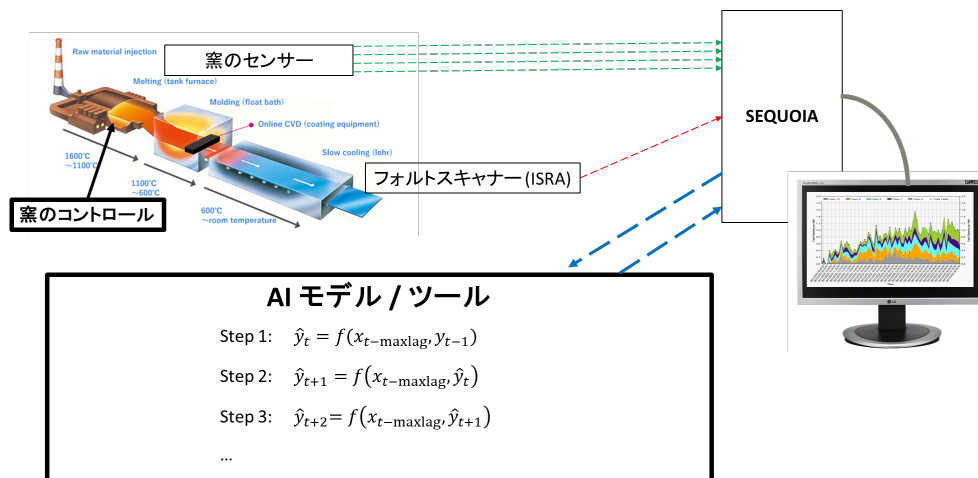 Raw material injection
窯のセンサー
SEQUOIA
Melting (tank furnace)
Molding (float bath)
Online CVD (coating equipment)
Slow cooling (lehr)
1600℃
～1100℃
1100℃
～600℃
600℃
～room temperature
フォルトスキャナー (ISRA)
窯のコントロール
AI モデル / ツール
Step 1: ŷ_t = f(x_{t−maxlag}, y_{t−1})
Step 2: ŷ_{t+1} = f(x_{t−maxlag}, ŷ_t)
Step 3: ŷ_{t+2} = f(x_{t−maxlag}, ŷ_{t+1})
…
LG